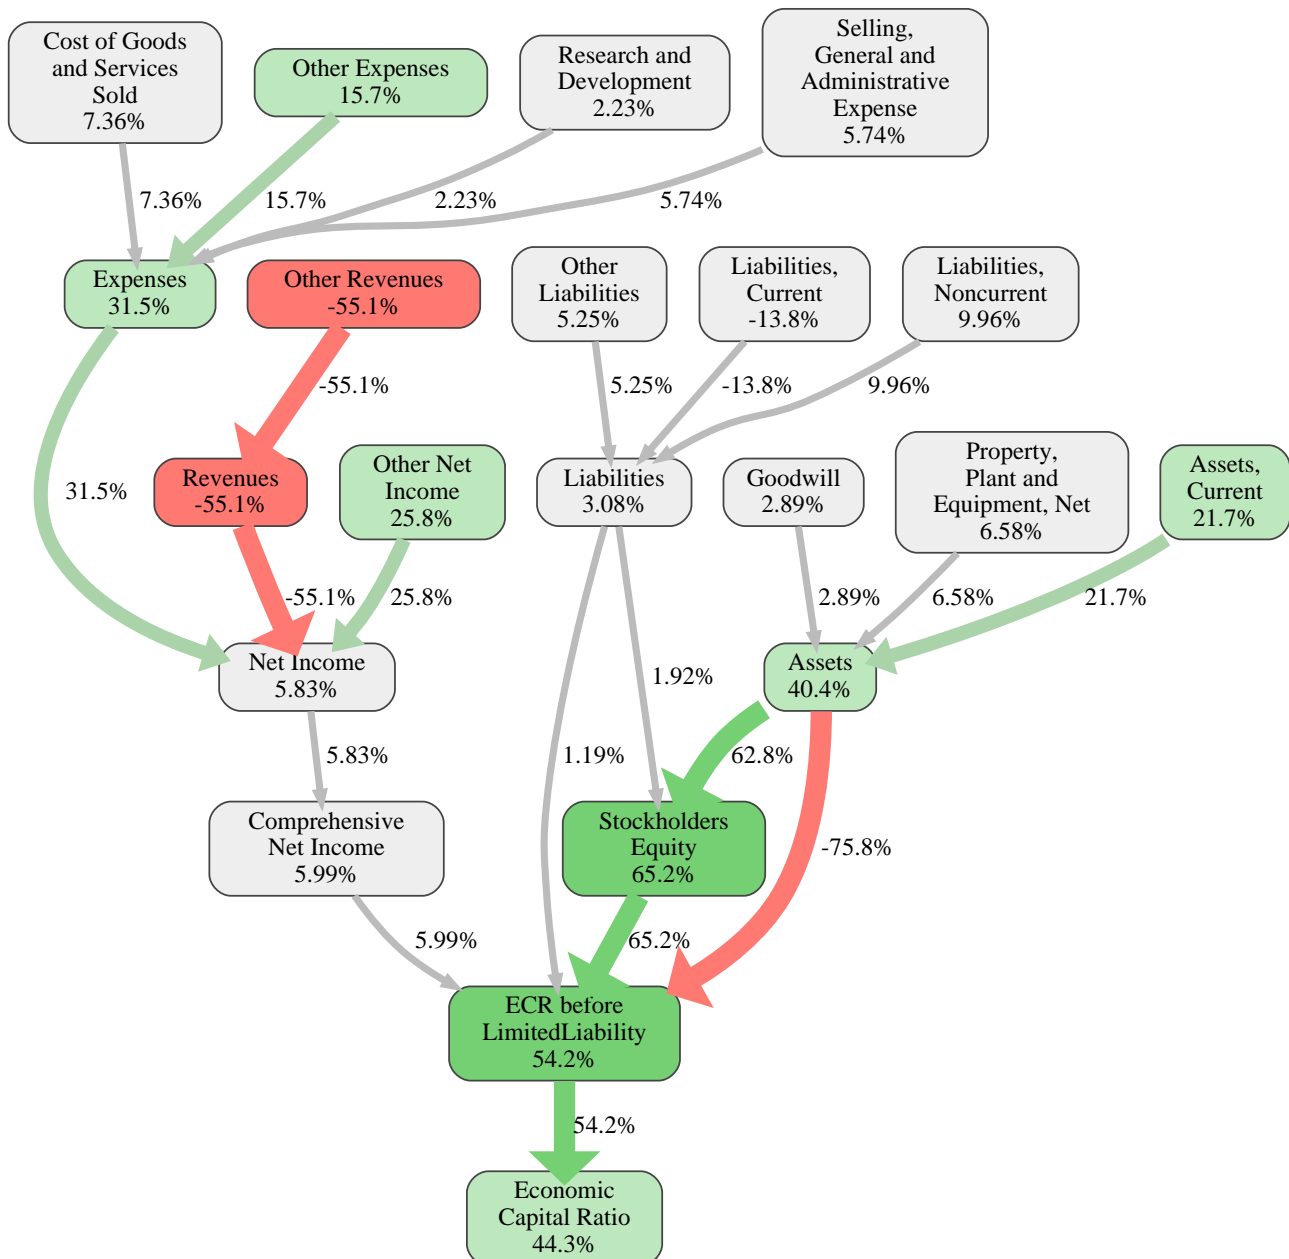 Cost of Goods
and Services
Sold
7.36%
Other Expenses
15.7%
Research and
Development
2.23%
Selling,
General and
Administrative
Expense
5.74%
7.36%
15.7%
2.23%
5.74%
Expenses
31.5%
Other Revenues
-55.1%
Other
Liabilities
5.25%
Liabilities,
Current
-13.8%
Liabilities,
Noncurrent
9.96%
-55.1%
5.25%
-13.8%
9.96%
31.5%
Revenues
-55.1%
Other Net
Income
25.8%
Liabilities
3.08%
Goodwill
2.89%
Property,
Plant and
Equipment, Net
6.58%
Assets,
Current
21.7%
-55.1%
25.8%
2.89%
6.58%
21.7%
Net Income
5.83%
1.92%
Assets
40.4%
5.83%
1.19%
62.8%
Comprehensive
Net Income
5.99%
Stockholders
Equity
65.2%
-75.8%
5.99%
65.2%
ECR before
LimitedLiability
54.2%
54.2%
Economic
Capital Ratio
44.3%